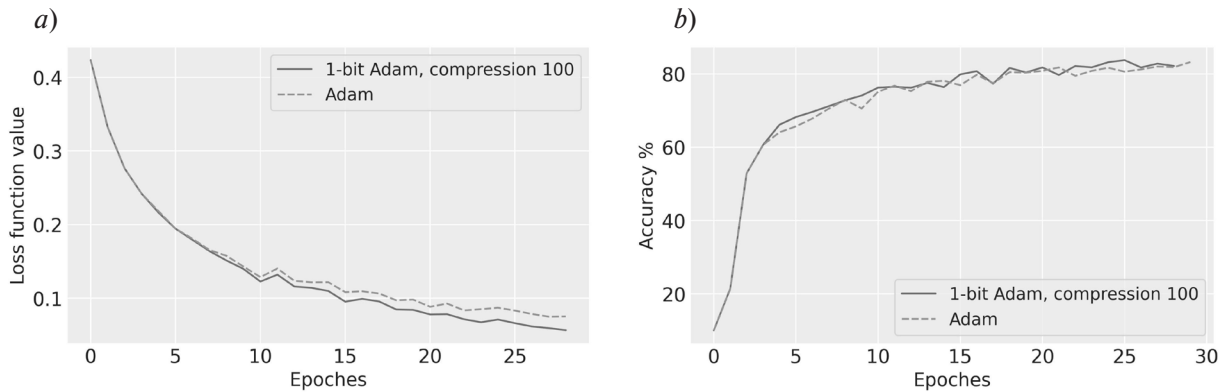 a)
b)
0.4
0.3
0.2
0.1
Loss function value
0 5 10 15 20 25
Epoches
1-bit Adam, compression 100
Adam
80
60
40
20
Accuracy %
0 5 10 15 20 25 30
Epoches
1-bit Adam, compression 100
Adam